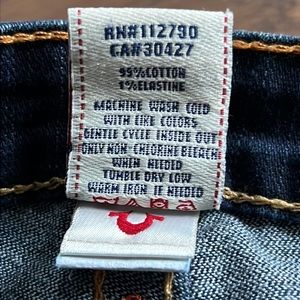 RN#112790
CA#30427
99%COTTON
1%ELASTINE
MACHINE WASH COLD
WITH LIKE COLORS
GENTLE CYCLE INSIDE OUT
ONLY NON-CHLORINE BLEACH
WHEN NEEDED
TUMBLE DRY LOW
WARM IRON IF NEEDED